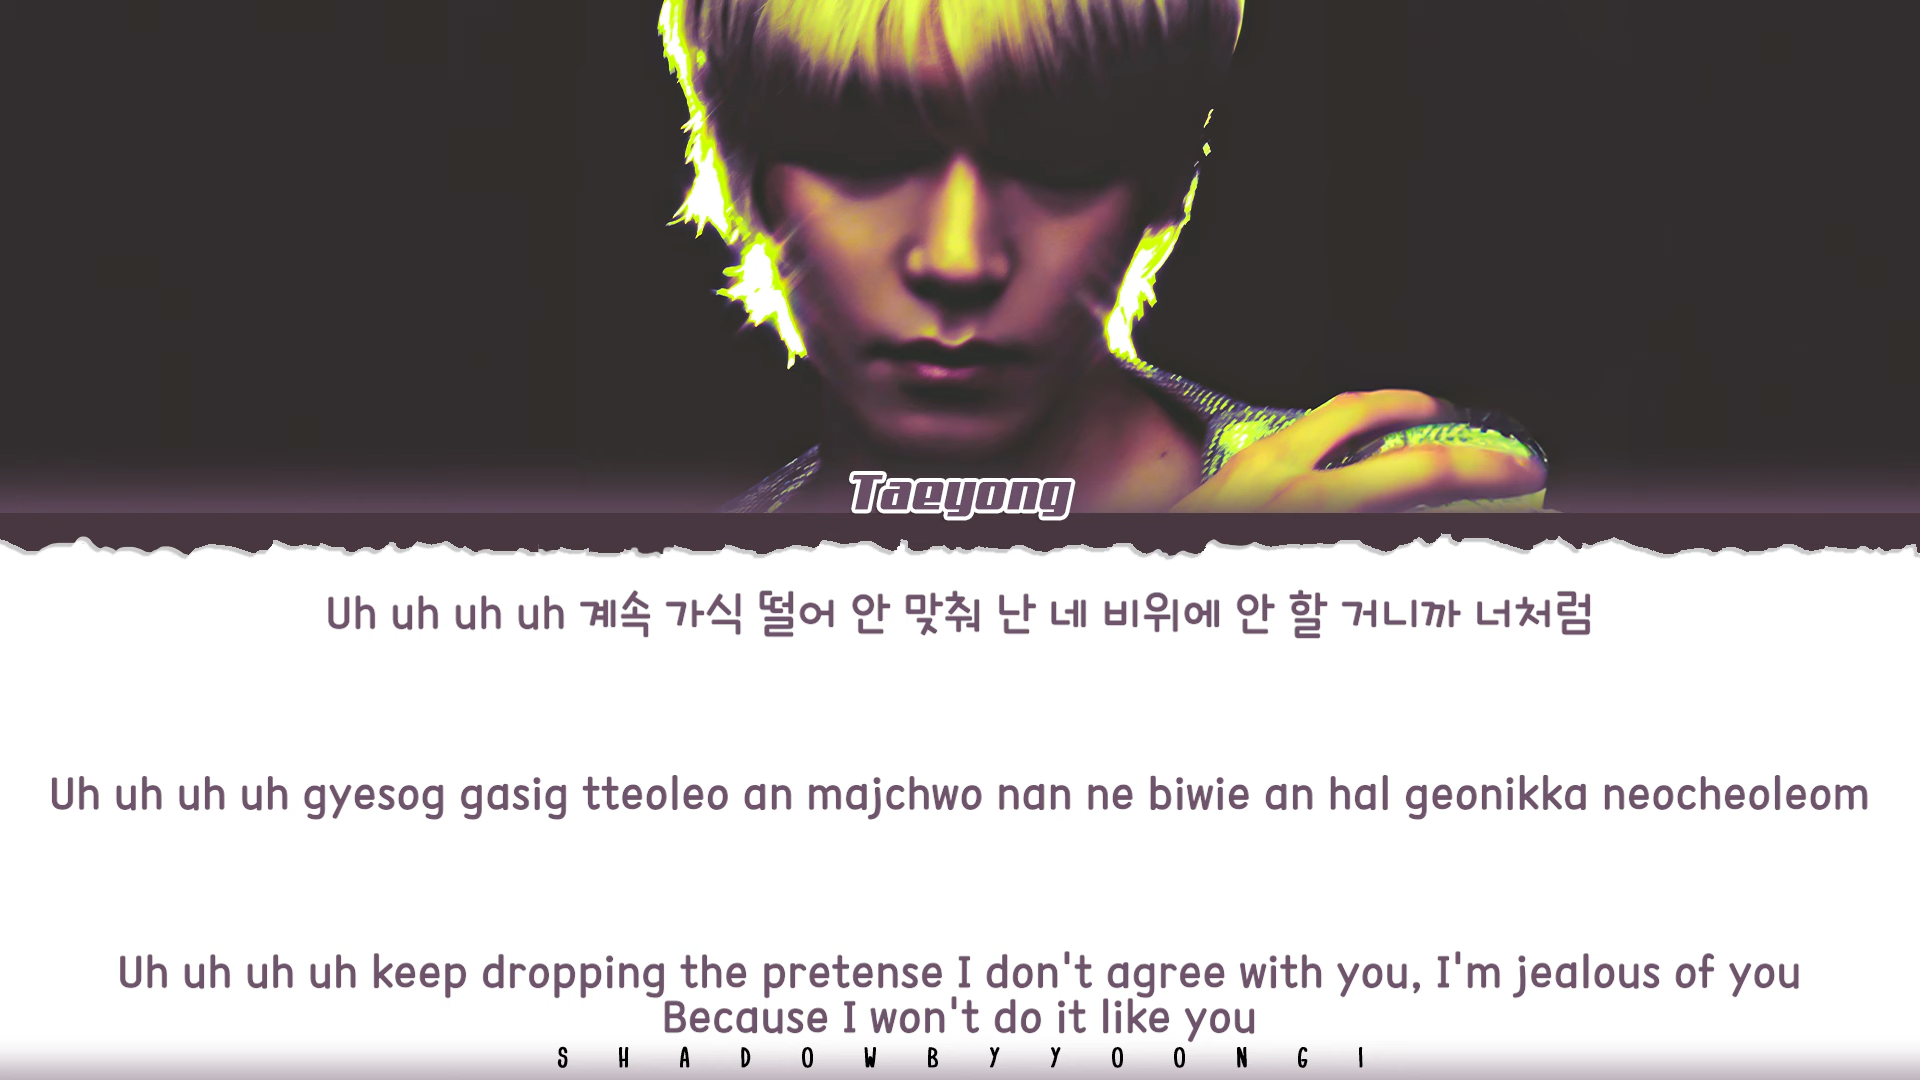 Taeyong
Uh uh uh uh 계속 가식 떨어 안 맞춰 난 네 비위에 안 할 거니까 너처럼
Uh uh uh uh gyesog gasig tteoleo an majchwo nan ne biwie an hal geonikka neocheoleom
Uh uh uh uh keep dropping the pretense I don't agree with you, I'm jealous of you
Because I won't do it like you
S H A D O W B Y Y O O N G I